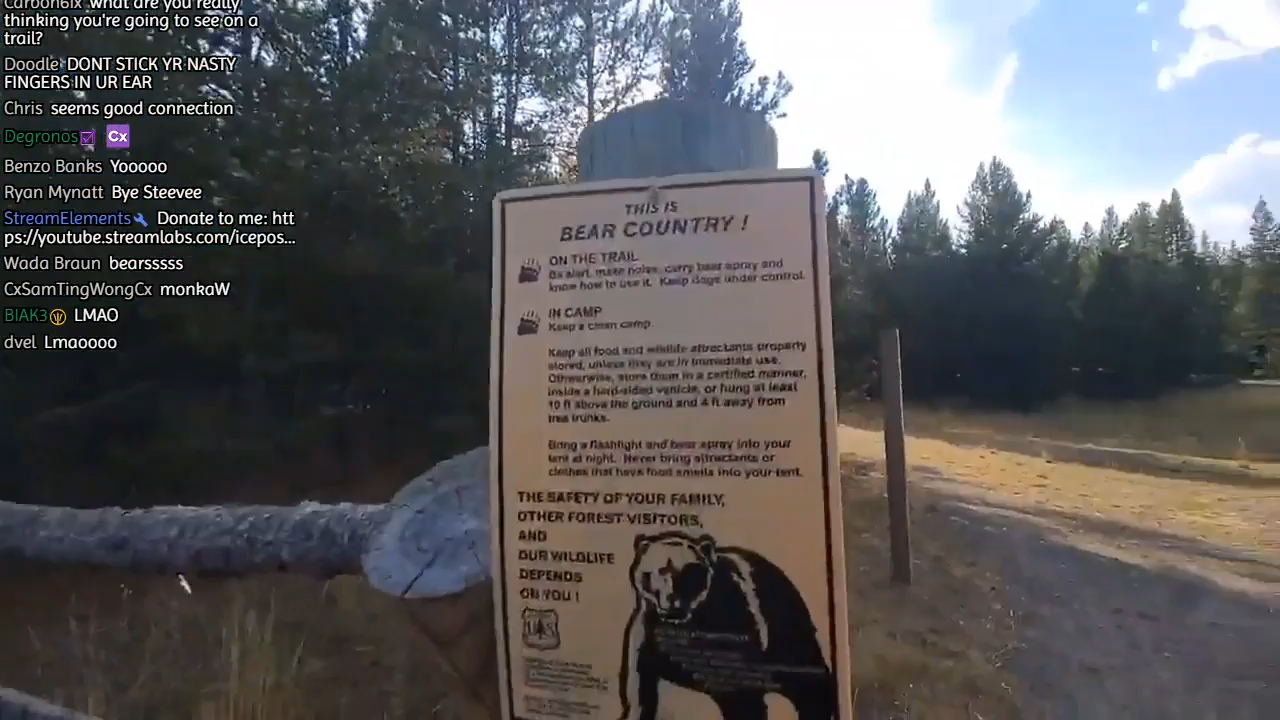 Carbon6ix what are you really
thinking you're going to see on a
trail?
Doodle DONT STICK YR NASTY
FINGERS IN UR EAR
Chris seems good connection
Degronos Cx
Benzo Banks Yooooo
Ryan Mynatt Bye Steevee
StreamElements Donate to me: htt
ps://youtube.streamlabs.com/icepos...
Wada Braun bearsssss
CxSamTingWongCx monkaW
BIAK3 LMAO
dvel Lmaoooo
THIS IS
BEAR COUNTRY !
ON THE TRAIL
Be alert, make noise, carry bear spray and
know how to use it. Keep dogs under control.
IN CAMP
Keep a clean camp.
Keep all food and wildlife attractants properly
stored, unless they are in immediate use.
Otherwise, store them in a certified manner,
inside a hard-sided vehicle, or hung at least
10 ft above the ground and 4 ft away from
tree trunks.
Bring a flashlight and bear spray into your
tent at night. Never bring attractants or
clothes that have food smells into your tent.
THE SAFETY OF YOUR FAMILY,
OTHER FOREST VISITORS,
AND
OUR WILDLIFE
DEPENDS
ON YOU !
U S